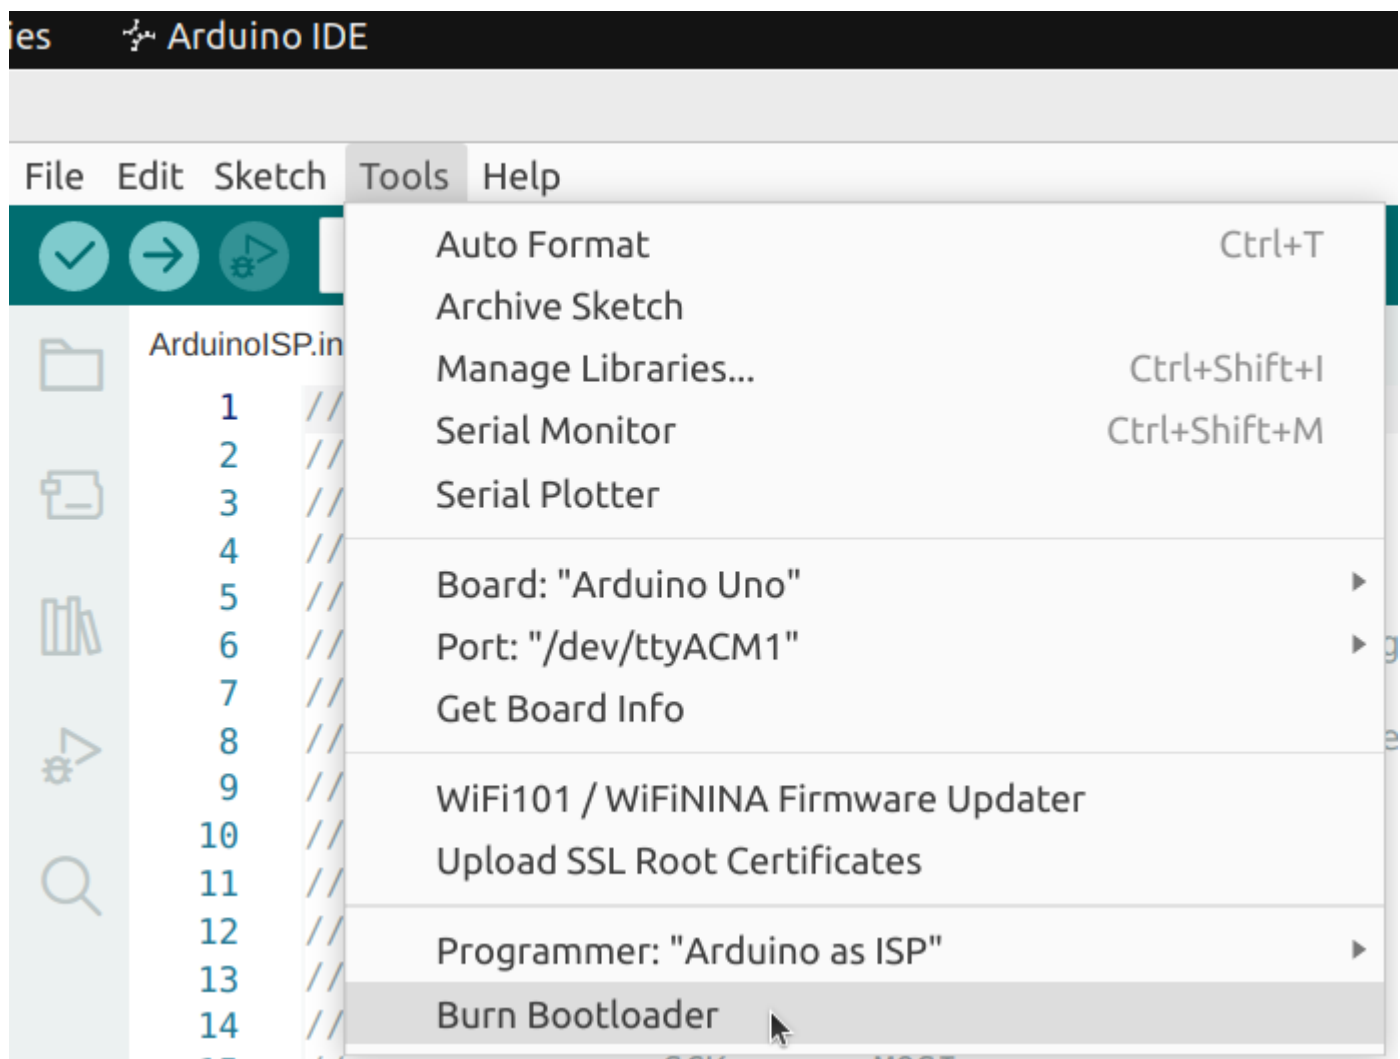 ies Arduino IDE
File Edit Sketch Tools Help
Auto Format Ctrl+T
Archive Sketch
ArduinoISP.in
Manage Libraries... Ctrl+Shift+I
Serial Monitor Ctrl+Shift+M
Serial Plotter
Board: "Arduino Uno"
Port: "/dev/ttyACM1"
Get Board Info
WiFi101 / WiFiNINA Firmware Updater
Upload SSL Root Certificates
Programmer: "Arduino as ISP"
Burn Bootloader
1 //
2 //
3 //
4 //
5 //
6 //
7 //
8 //
9 //
10 //
11 //
12 //
13 //
14 //